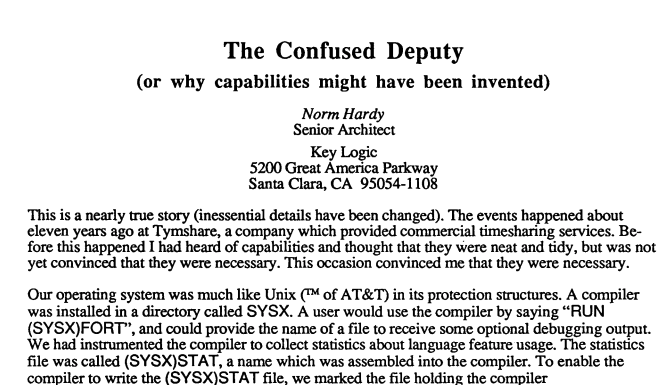 The Confused Deputy
(or why capabilities might have been invented)
Norm Hardy
Senior Architect
Key Logic
5200 Great America Parkway
Santa Clara, CA 95054-1108
This is a nearly true story (inessential details have been changed). The events happened about
eleven years ago at Tymshare, a company which provided commercial timesharing services. Be-
fore this happened I had heard of capabilities and thought that they were neat and tidy, but was not
yet convinced that they were necessary. This occasion convinced me that they were necessary.
Our operating system was much like Unix (™ of AT&T) in its protection structures. A compiler
was installed in a directory called SYSX. A user would use the compiler by saying “RUN
(SYSX)FORT”, and could provide the name of a file to receive some optional debugging output.
We had instrumented the compiler to collect statistics about language feature usage. The statistics
file was called (SYSX)STAT, a name which was assembled into the compiler. To enable the
compiler to write the (SYSX)STAT file, we marked the file holding the compiler